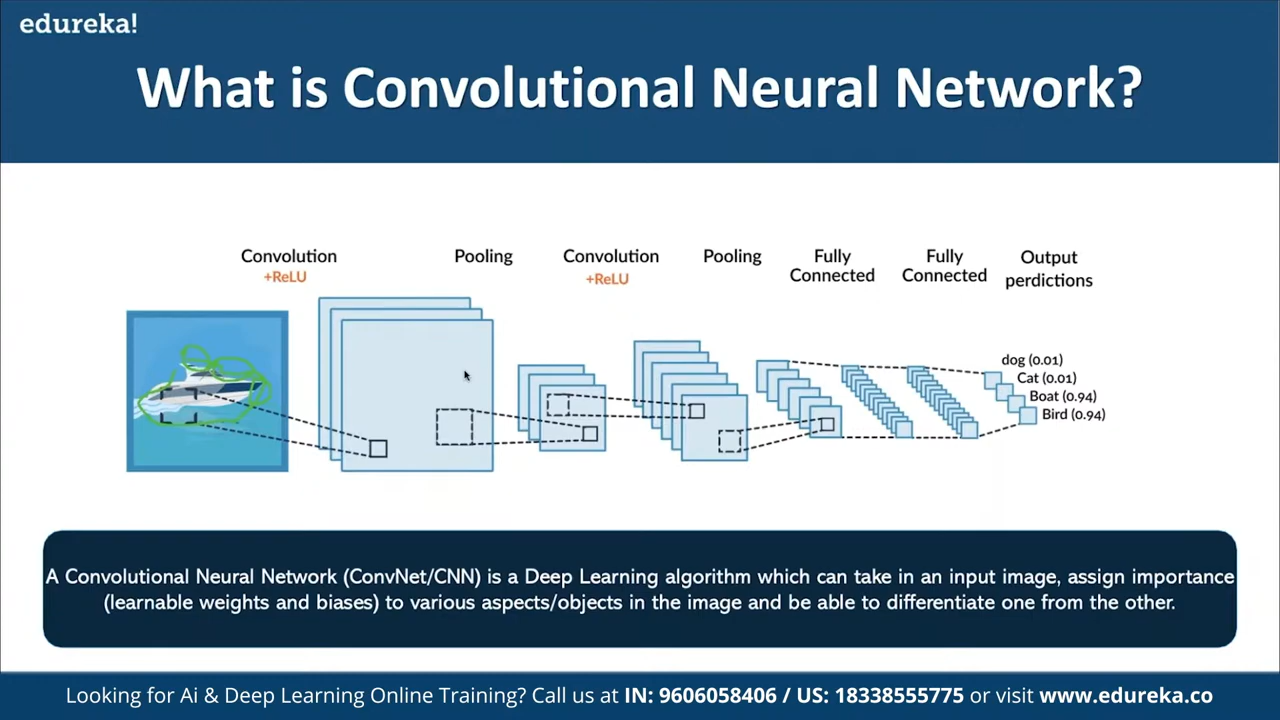 edureka!
What is Convolutional Neural Network?
Convolution
+ReLU
Pooling
Convolution
+ReLU
Pooling
Fully
Connected
Fully
Connected
Output
perdictions
dog (0.01)
Cat (0.01)
Boat (0.94)
Bird (0.94)
A Convolutional Neural Network (ConvNet/CNN) is a Deep Learning algorithm which can take in an input image, assign importance
(learnable weights and biases) to various aspects/objects in the image and be able to differentiate one from the other.
Looking for Ai & Deep Learning Online Training? Call us at IN: 9606058406 / US: 18338555775 or visit www.edureka.co